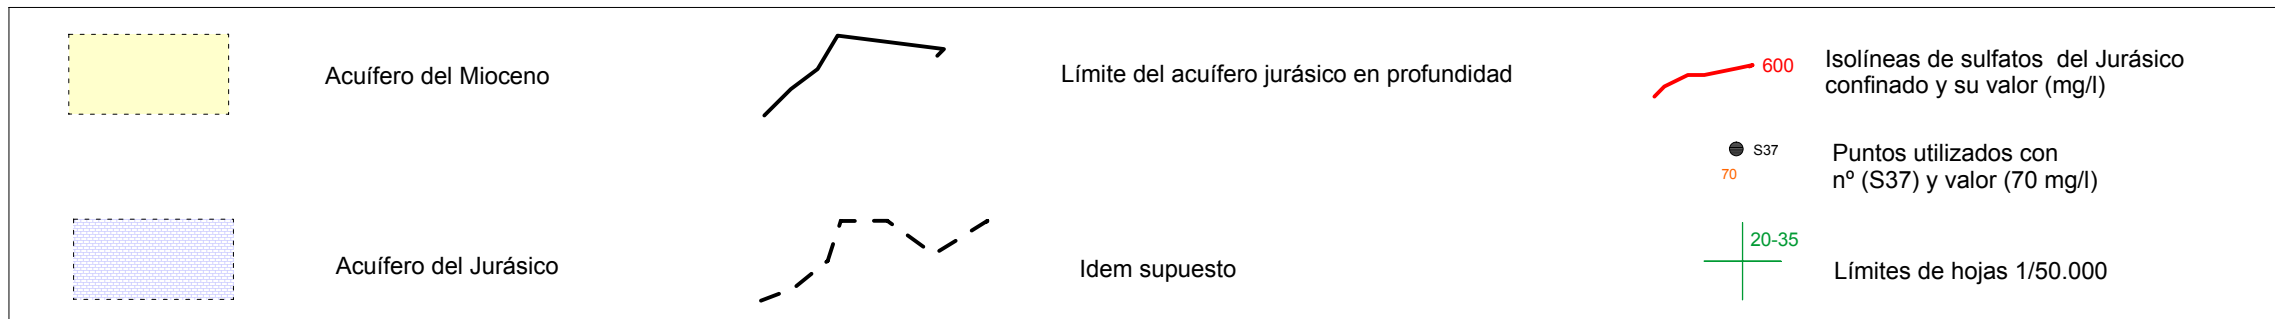 Acuífero del Mioceno
Límite del acuífero jurásico en profundidad
600
Isolíneas de sulfatos  del Jurásico
confinado y su valor (mg/l)
S37
70
Puntos utilizados con
nº (S37) y valor (70 mg/l)
Acuífero del Jurásico
Idem supuesto
20-35
Límites de hojas 1/50.000